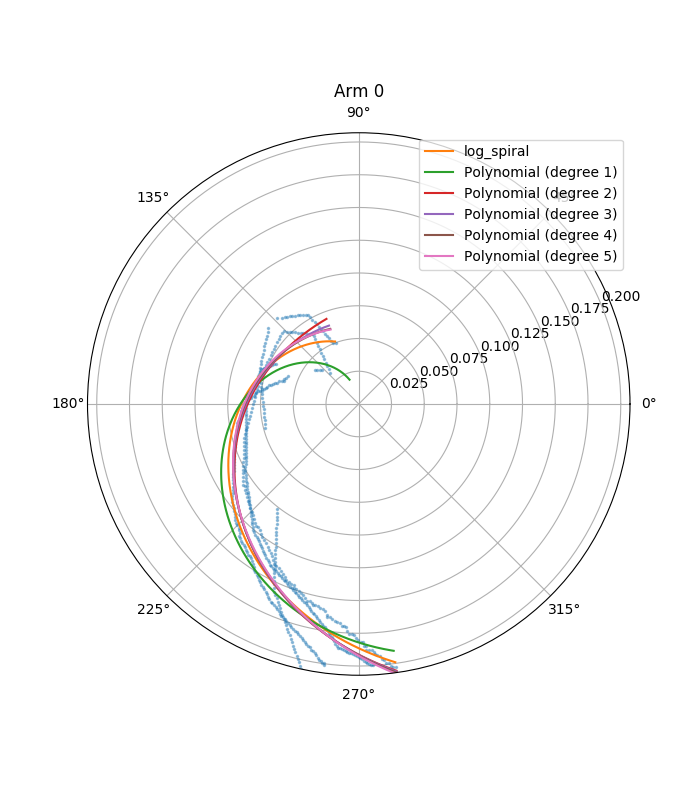 Arm 0
90°
log_spiral
Polynomial (degree 1)
Polynomial (degree 2)
Polynomial (degree 3)
Polynomial (degree 4)
Polynomial (degree 5)
135°
0.200
0.175
0.150
0.125
0.100
0.075
0.050
0.025
180°
0°
225°
315°
270°